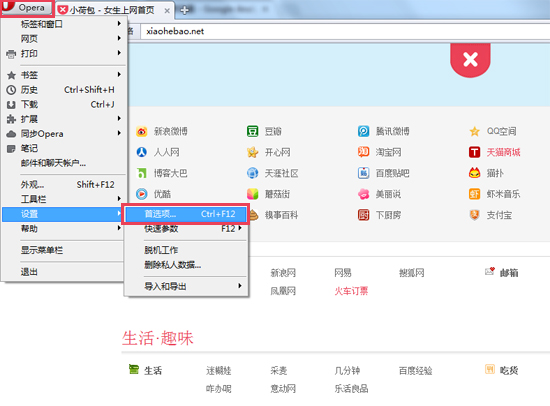 Opera
小荷包 - 女生上网首页
xiaohebao.net
标签和窗口
网页
打印
书签
历史 Ctrl+Shift+H
下载 Ctrl+J
扩展
同步Opera
笔记
邮件和聊天帐户...
外观... Shift+F12
工具栏
设置
帮助
显示菜单栏
退出
首选项... Ctrl+F12
快速参数 F12
脱机工作
删除私人数据...
导入和导出
新浪微博 豆瓣 腾讯微博 QQ空间
人人网 开心网 淘宝网 天猫商城
博客大巴 天涯社区 百度贴吧 猫扑
优酷 蘑菇街 美丽说 虾米音乐
糗事百科 下厨房 支付宝
新浪网 网易 搜狐网 邮箱
凤凰网 火车订票
生活·趣味
生活 迷糊娃 采麦 几分钟 百度经验 吃货
咋办呢 意动网 乐活良品